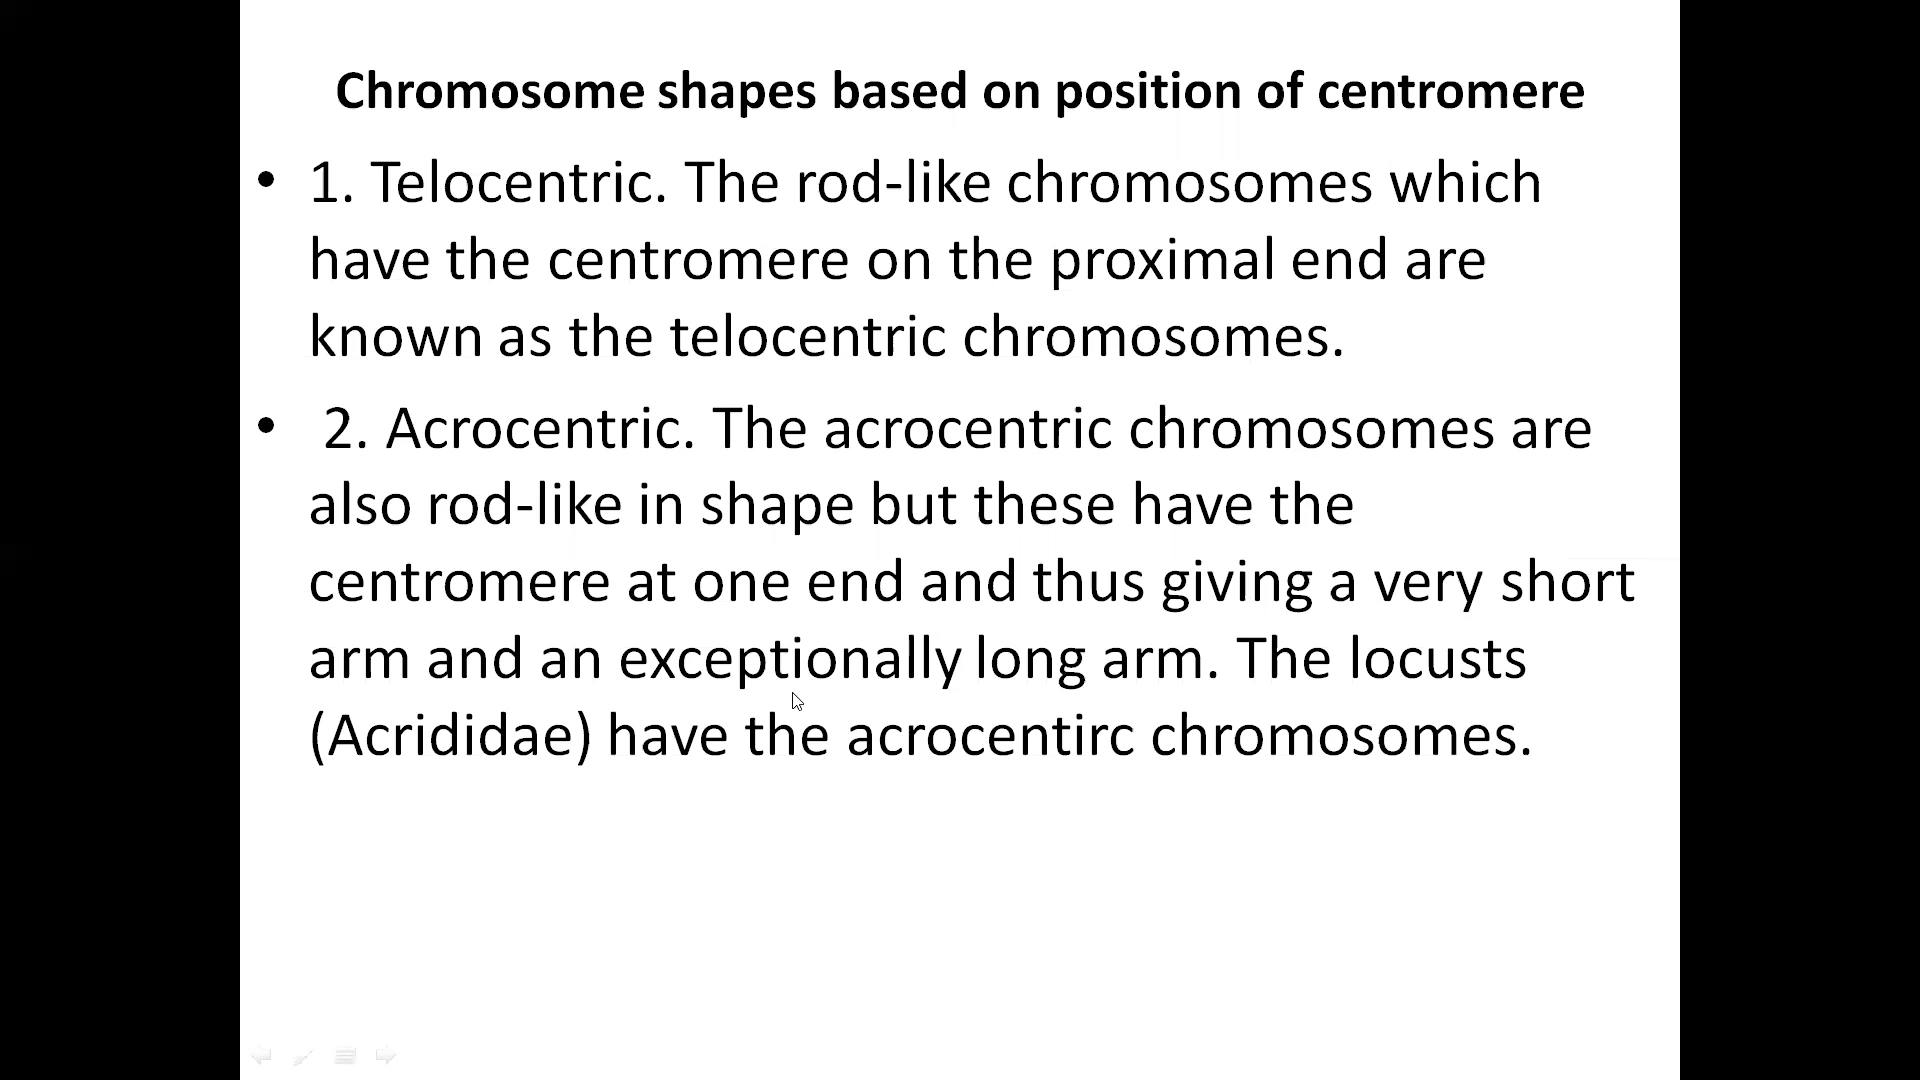 Chromosome shapes based on position of centromere
• 1. Telocentric. The rod-like chromosomes which
have the centromere on the proximal end are
known as the telocentric chromosomes.
• 2. Acrocentric. The acrocentric chromosomes are
also rod-like in shape but these have the
centromere at one end and thus giving a very short
arm and an exceptionally long arm. The locusts
(Acrididae) have the acrocentirc chromosomes.